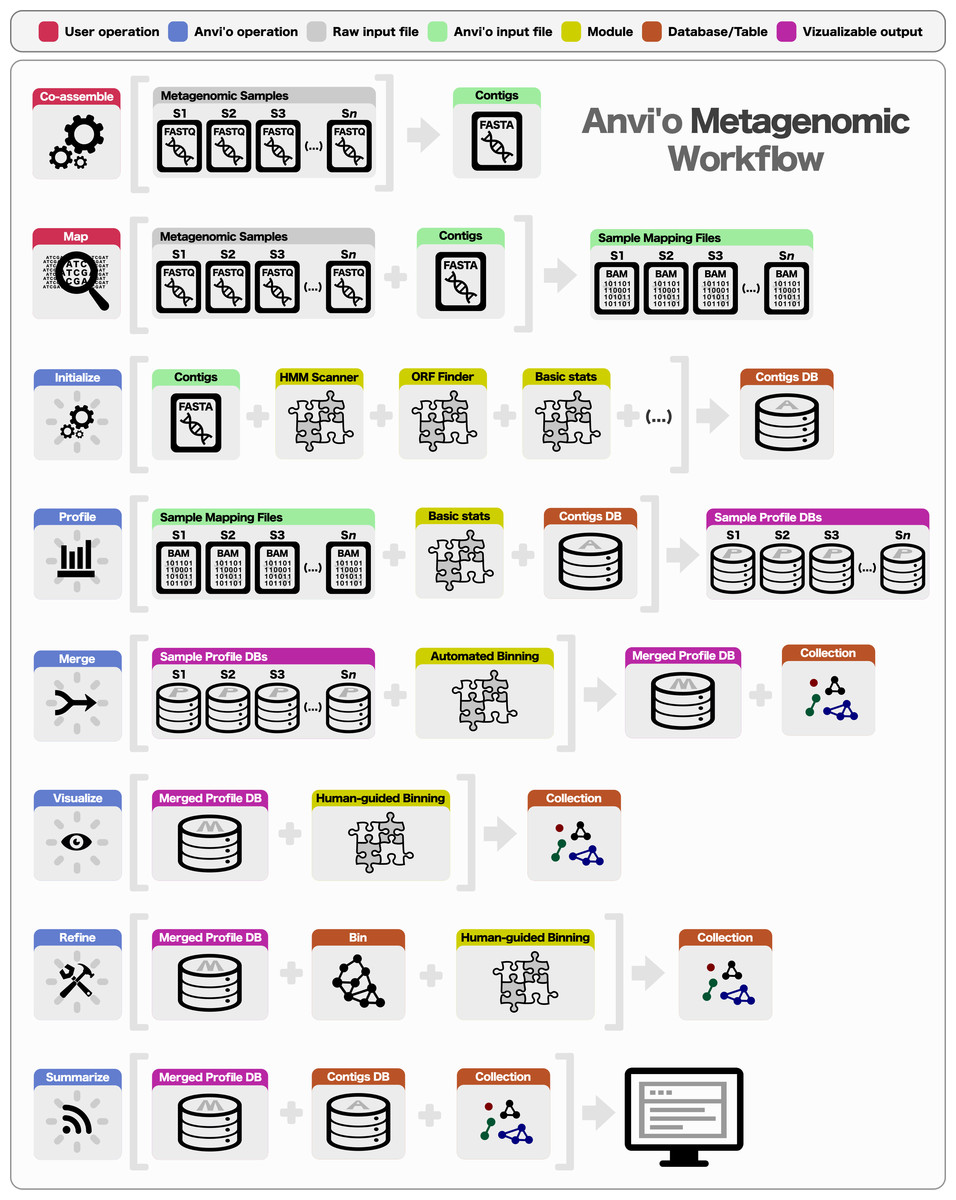 User operation Anvi'o operation Raw input file Anvi'o input file Module Database/Table Vizualizable output
Anvi'o Metagenomic
Workflow
Co-assemble Metagenomic Samples Contigs
S1 S2 S3 Sn
FASTQ FASTQ FASTQ (...) FASTQ FASTA
Map Metagenomic Samples Contigs Sample Mapping Files
S1 S2 S3 Sn S1 S2 S3 Sn
FASTQ FASTQ FASTQ (...) FASTQ FASTA BAM BAM BAM (...) BAM
101101 101101 101101 101101
110001 110001 110001 110001
101011 101011 101011 101011
101101 101101 101101 101101
Initialize Contigs HMM Scanner ORF Finder Basic stats Contigs DB
FASTA (...) A
Profile Sample Mapping Files Basic stats Contigs DB Sample Profile DBs
S1 S2 S3 Sn S1 S2 S3 Sn
BAM BAM BAM (...) BAM A P P P (...) P
101101 101101 101101 101101
110001 110001 110001 110001
101011 101011 101011 101011
101101 101101 101101 101101
Merge Sample Profile DBs Automated Binning Merged Profile DB Collection
S1 S2 S3 Sn
P P P (...) P M
Visualize Merged Profile DB Human-guided Binning Collection
M
Refine Merged Profile DB Bin Human-guided Binning Collection
M
Summarize Merged Profile DB Contigs DB Collection
M A